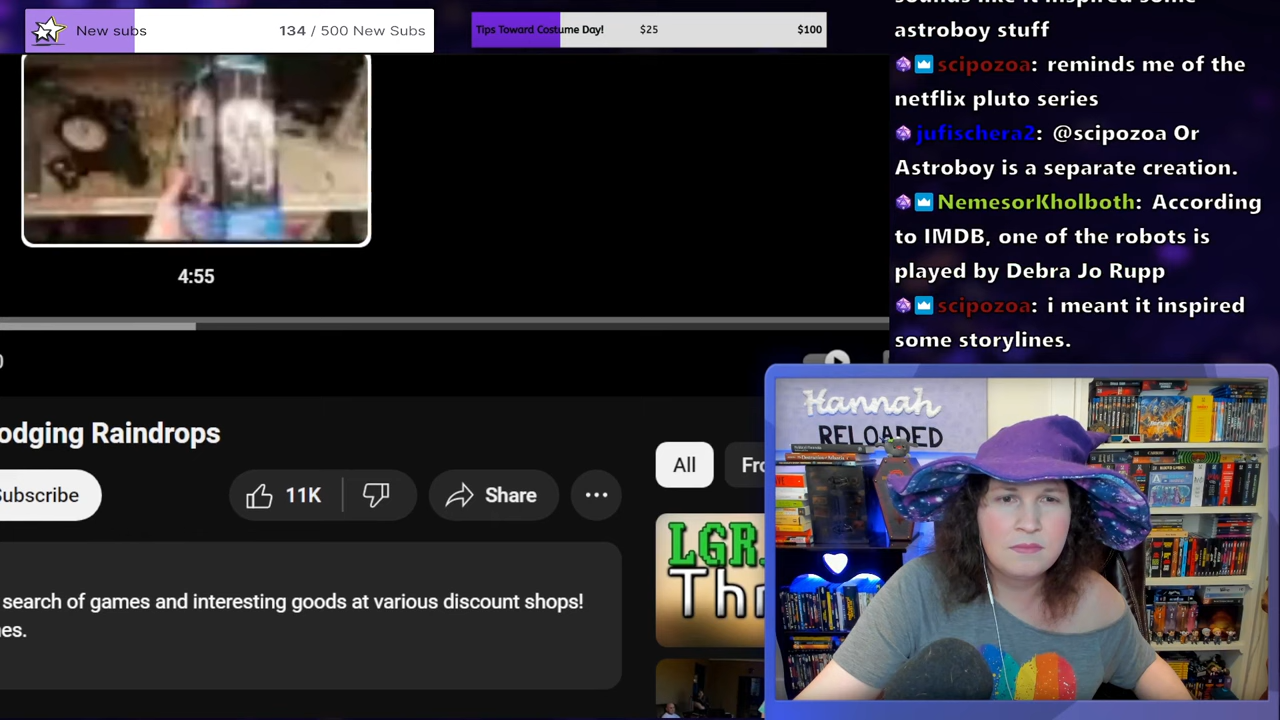 New subs
134 / 500 New Subs
Tips Toward Costume Day!
$25
$100
astroboy stuff
scipozoa: reminds me of the
netflix pluto series
jufischera2: @scipozoa Or
Astroboy is a separate creation.
NemesorKholboth: According
to IMDB, one of the robots is
played by Debra Jo Rupp
scipozoa: i meant it inspired
some storylines.
4:55
odging Raindrops
ubscribe
11K
Share
All
Fro
search of games and interesting goods at various discount shops!
es.
LGR
Thr
Hannah
RELOADED